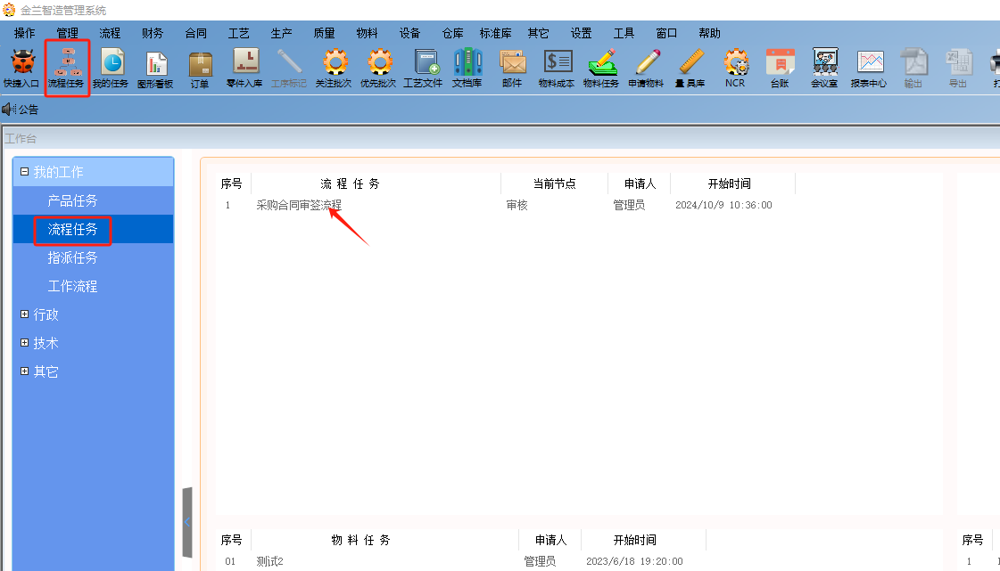 金兰智造管理系统
操作 管理 流程 财务 合同 工艺 生产 质量 物料 设备 仓库 标准库 其它 设置 工具 窗口 帮助
快捷入口 流程任务 我的任务 图形看板 订单 零件入库 工序标记 关注批次 优先批次 工艺文件 文档库 邮件 物料成本 物料任务 申请物料 量具库 NCR 台账 会议室 报表中心 输出 导出
公告
工作台
我的工作
产品任务
流程任务
指派任务
工作流程
行政
技术
其它
序号 流程任务 当前节点 申请人 开始时间
1 采购合同审签流程 审核 管理员 2024/10/9 10:36:00
序号 物料任务 申请人 开始时间 序号
01 测试2 管理员 2023/6/18 19:20:00 1